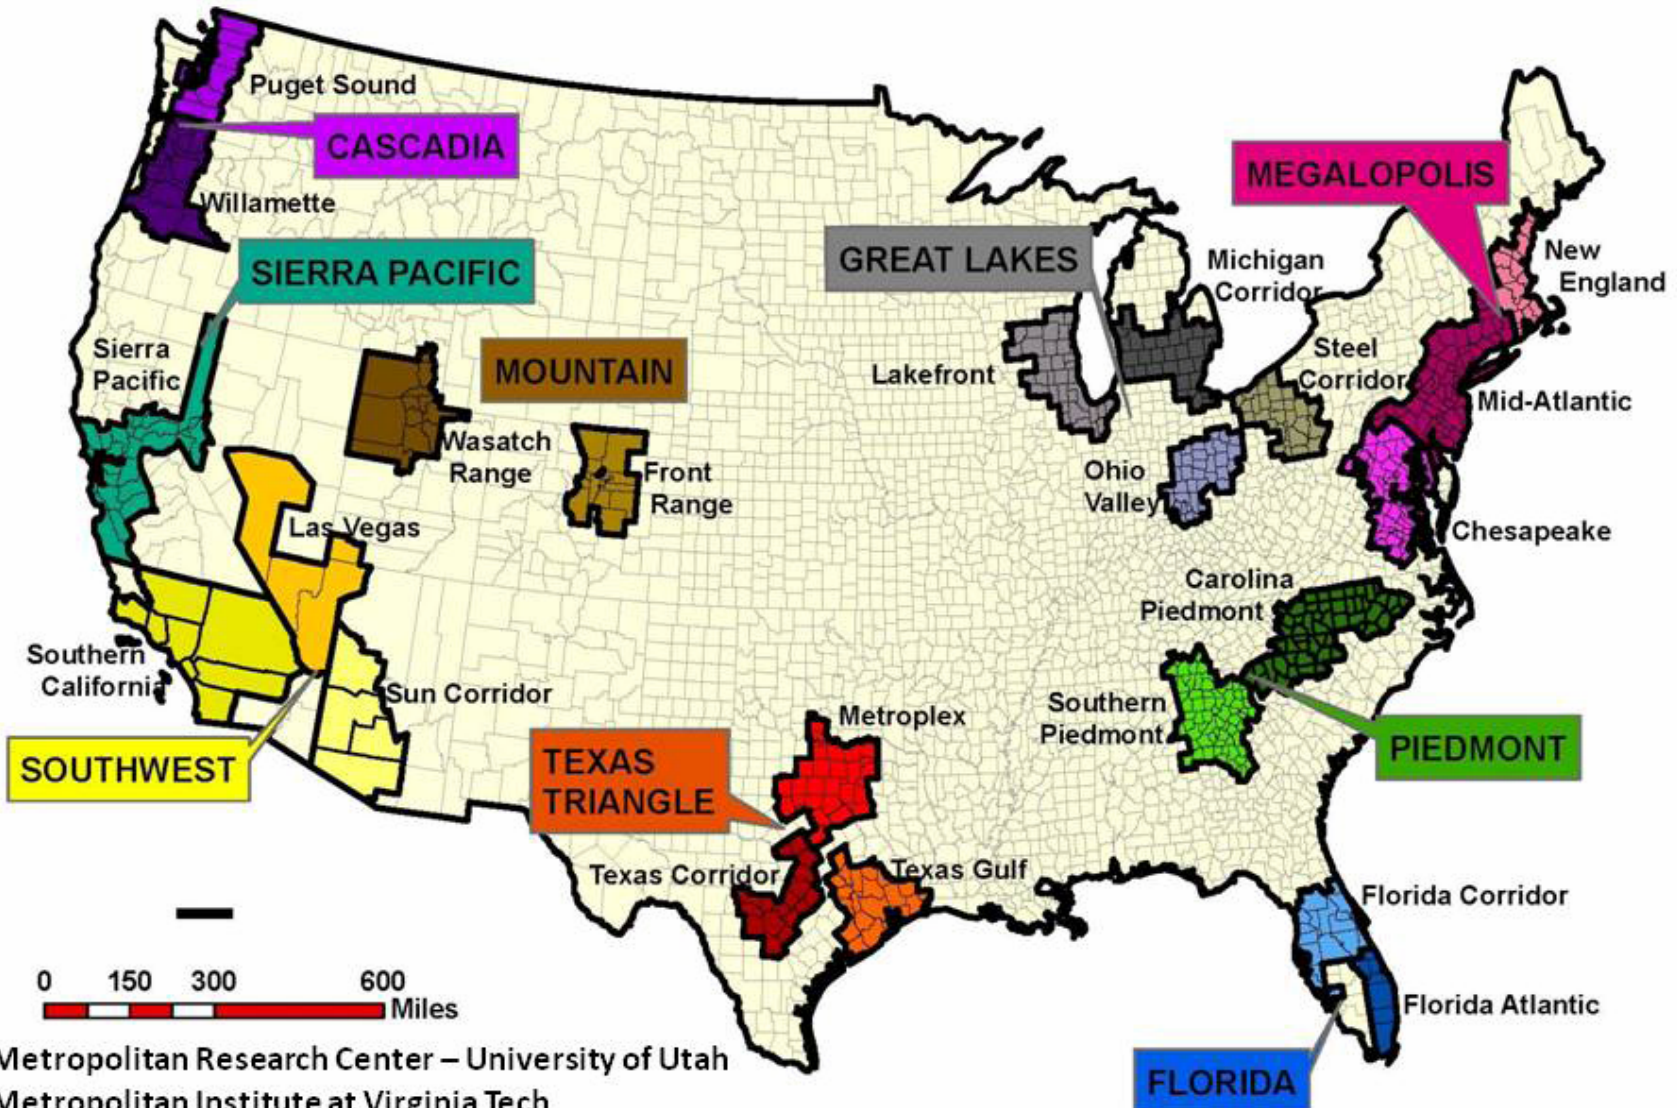 Puget Sound
CASCADIA
Willamette
SIERRA PACIFIC
Sierra
Pacific
MOUNTAIN
Wasatch
Range
Front
Range
Las Vegas
Southern
California
Sun Corridor
SOUTHWEST
TEXAS
TRIANGLE
Metroplex
Texas Corridor
Texas Gulf
GREAT LAKES
Lakefront
Michigan
Corridor
Steel
Corridor
Ohio
Valley
MEGALOPOLIS
New
England
Mid-Atlantic
Chesapeake
Carolina
Piedmont
Southern
Piedmont
PIEDMONT
Florida Corridor
Florida Atlantic
FLORIDA
0 150 300 600
Miles
Metropolitan Research Center – University of Utah
Metropolitan Institute at Virginia Tech